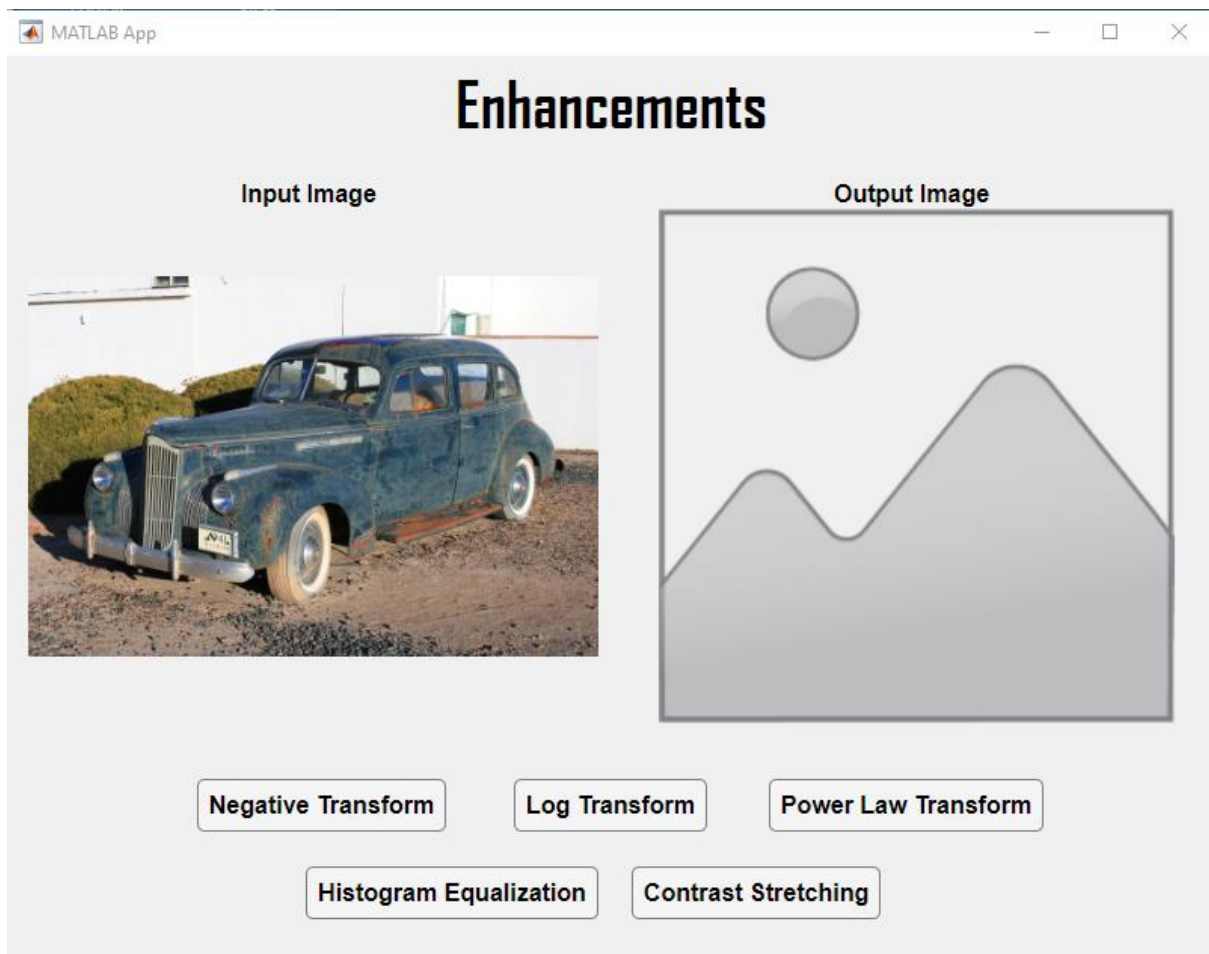 MATLAB App
Enhancements
Input Image
Output Image
Negative Transform
Log Transform
Power Law Transform
Histogram Equalization
Contrast Stretching